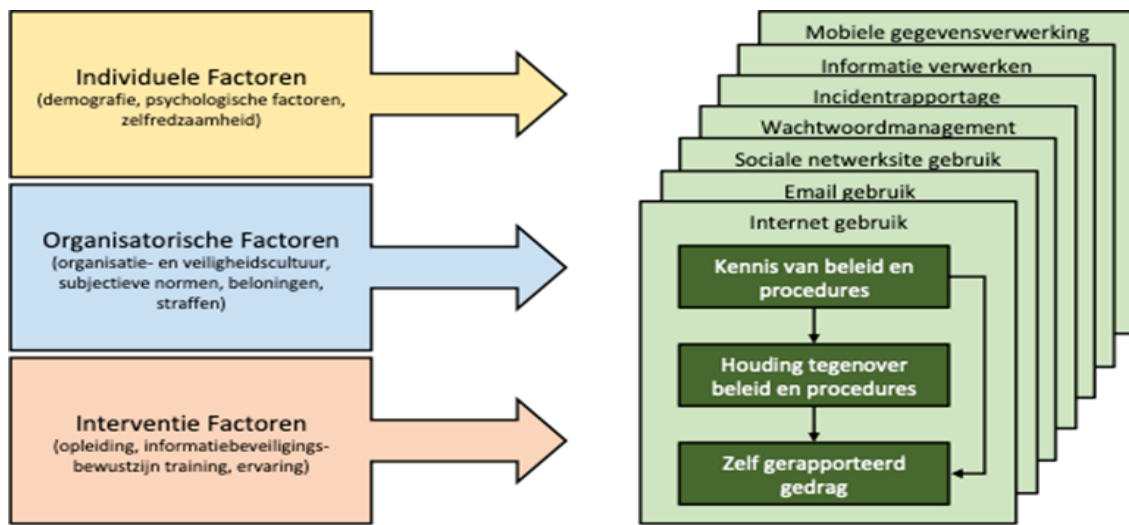 Individuele Factoren
(demografie, psychologische factoren,
zelfredzaamheid)
Organisatorische Factoren
(organisatie- en veiligheidscultuur,
subjectieve normen, beloningen,
straffen)
Interventie Factoren
(opleiding, informatiebeveiligings-
bewustzijn training, ervaring)
Mobiele gegevensverwerking
Informatie verwerken
Incidentrapportage
Wachtwoordmanagement
Sociale netwerksite gebruik
Email gebruik
Internet gebruik
Kennis van beleid en
procedures
Houding tegenover
beleid en procedures
Zelf gerapporteerd
gedrag